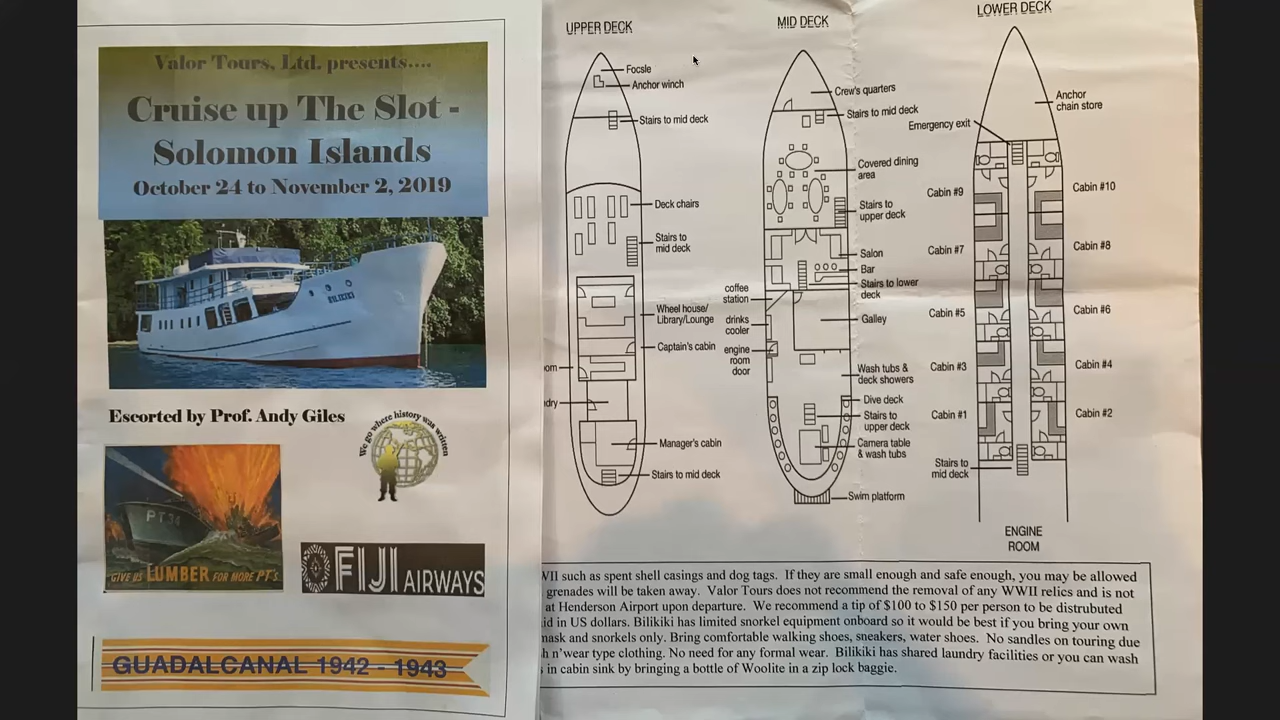 Valor Tours, Ltd. presents....
Cruise up The Slot -
Solomon Islands
October 24 to November 2, 2019
BILIKIKI
Escorted by Prof. Andy Giles
We go where history was written
PT 34
GIVE US LUMBER FOR MORE PT's
FIJI AIRWAYS
GUADALCANAL 1942 - 1943
UPPER DECK
Focsle
Anchor winch
Stairs to mid deck
Deck chairs
Stairs to
mid deck
Wheel house/
Library/Lounge
Captain's cabin
om
dry
Manager's cabin
Stairs to mid deck
MID DECK
Crew's quarters
Stairs to mid deck
Covered dining
area
Stairs to
upper deck
Salon
Bar
Stairs to lower
deck
coffee
station
drinks
cooler
Galley
engine
room
door
Wash tubs &
deck showers
Dive deck
Stairs to
upper deck
Camera table
& wash tubs
Swim platform
LOWER DECK
Anchor
chain store
Emergency exit
Cabin #9
Cabin #10
Cabin #7
Cabin #8
Cabin #5
Cabin #6
Cabin #3
Cabin #4
Cabin #1
Cabin #2
Stairs to
mid deck
ENGINE
ROOM
VII such as spent shell casings and dog tags. If they are small enough and safe enough, you may be allowed
grenades will be taken away. Valor Tours does not recommend the removal of any WWII relics and is not
at Henderson Airport upon departure. We recommend a tip of $100 to $150 per person to be distrubuted
id in US dollars. Bilikiki has limited snorkel equipment onboard so it would be best if you bring your own
mask and snorkels only. Bring comfortable walking shoes, sneakers, water shoes. No sandles on touring due
h n'wear type clothing. No need for any formal wear. Bilikiki has shared laundry facilities or you can wash
in cabin sink by bringing a bottle of Woolite in a zip lock baggie.